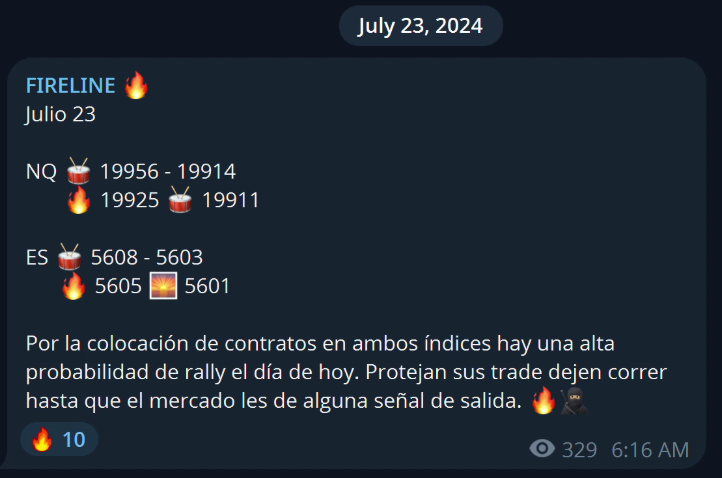 July 23, 2024
FIRELINE 🔥
Julio 23
NQ 🥁 19956 - 19914
🔥 19925 🥁 19911
ES 🥁 5608 - 5603
🔥 5605 🌅 5601
Por la colocación de contratos en ambos índices hay una alta
probabilidad de rally el día de hoy. Protejan sus trade dejen correr
hasta que el mercado les de alguna señal de salida. 🔥🥷
🔥 10
329 6:16 AM